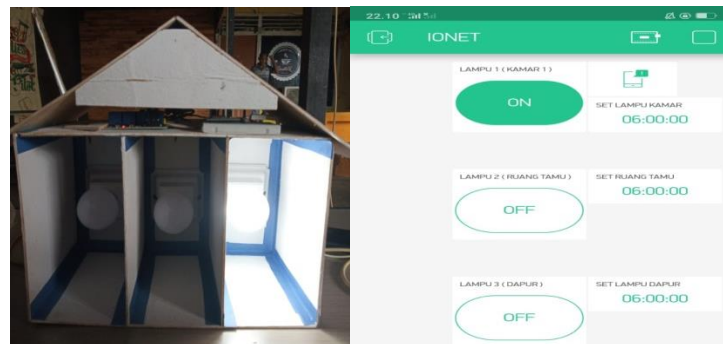 22.10
IONET
LAMPU 1 ( KAMAR 1 )
ON
SET LAMPU KAMAR
06:00:00
LAMPU 2 ( RUANG TAMU )
SET RUANG TAMU
OFF
06:00:00
LAMPU 3 ( DAPUR )
SET LAMPU DAPUR
OFF
06:00:00